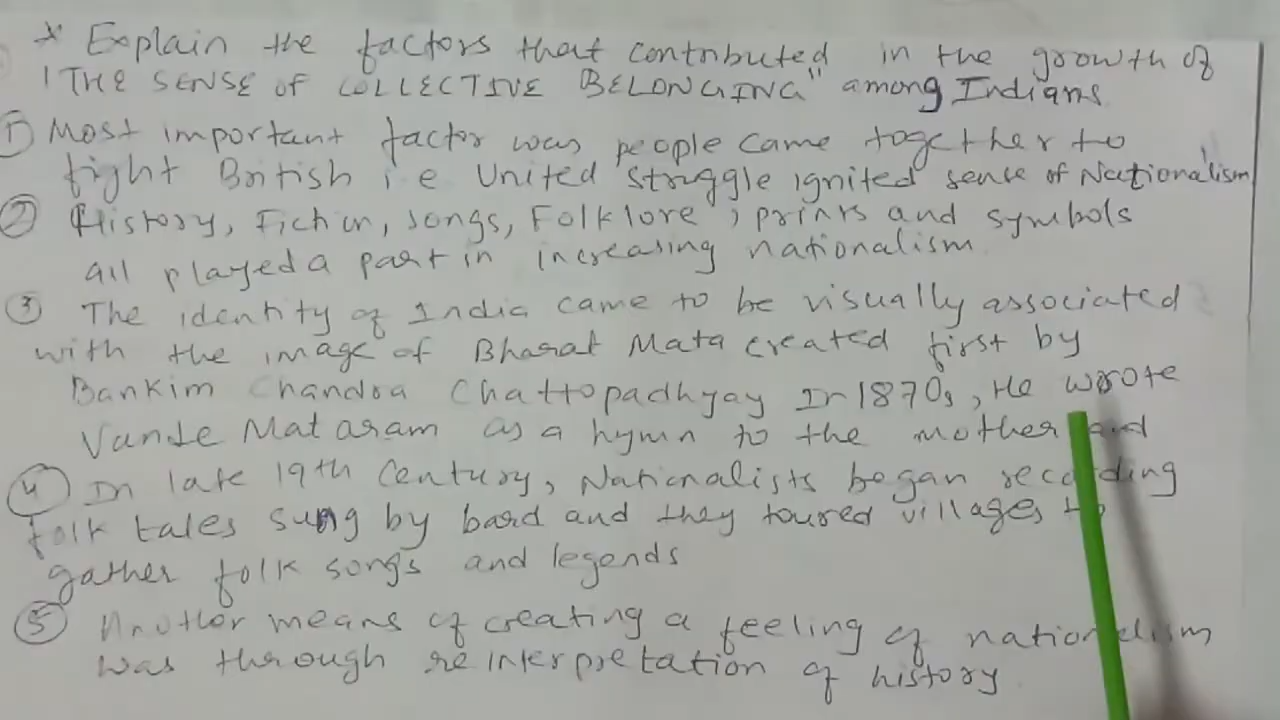 * Explain the factors that contributed in the growth of
"THE SENSE OF COLLECTIVE BELONGING" among Indians
1) Most important factor was people came together to
fight British i e United struggle ignited sense of Nationalism
2) History, Fiction, songs, Folklore, prints and symbols
all played a part in increasing nationalism
3 The identity of India came to be visually associated
with the image of Bharat Mata created first by
Bankim Chandra Chattopadhyay In 1870s, He wrote
Vande Mataram as a hymn to the mother
4 In late 19th century, Nationalists began recording
folk tales sung by bard and they toured villages to
gather folk songs and legends
5 Another means of creating a feeling of nationalism
was through reinterpretation of history